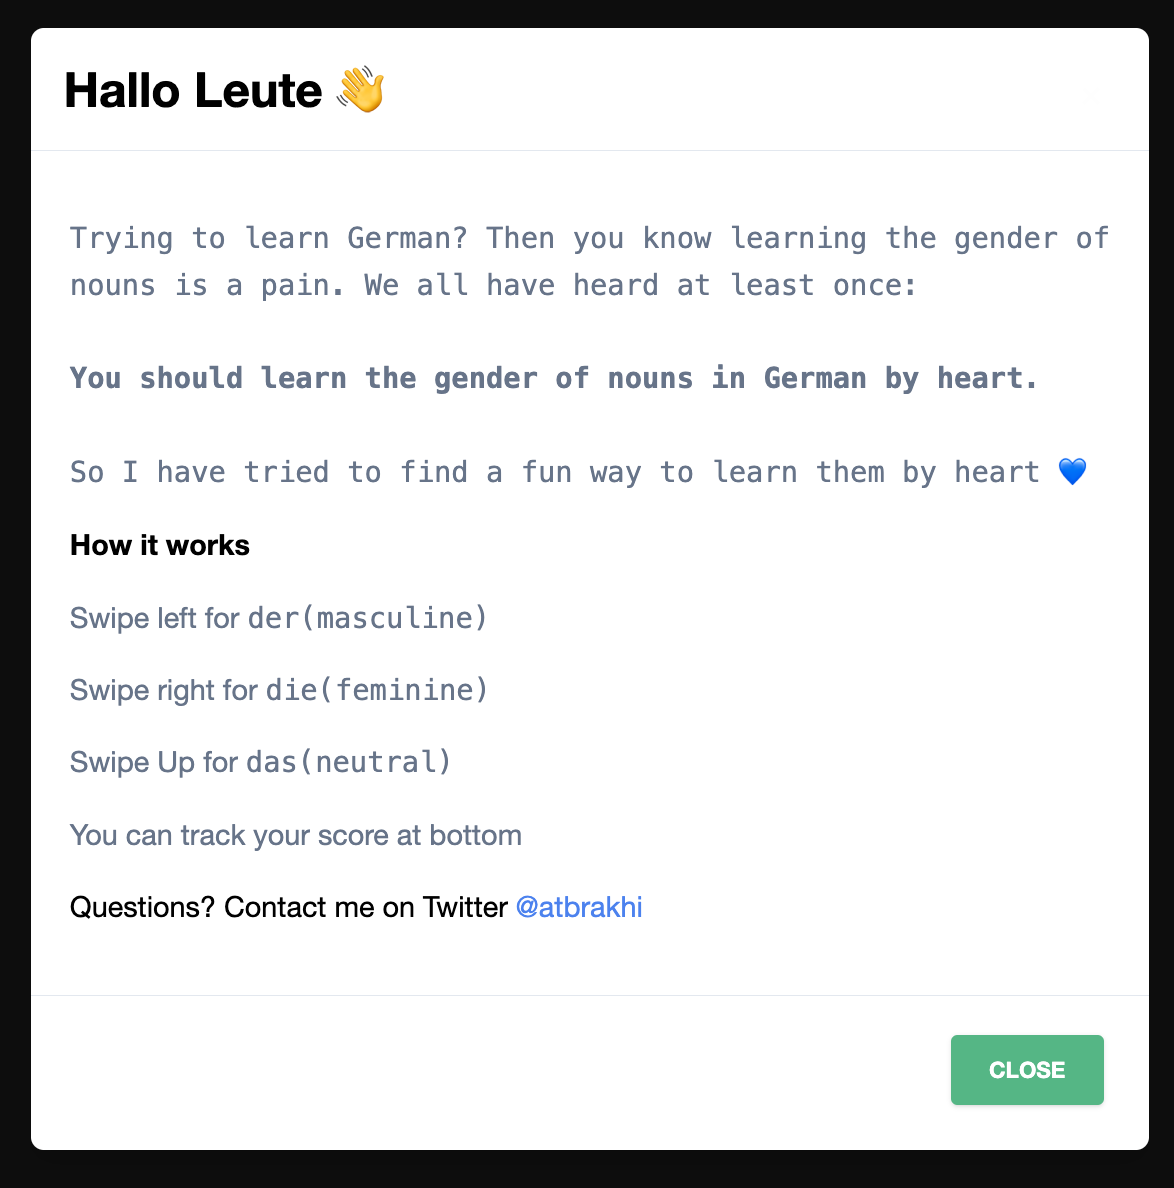 Hallo Leute 👋
Trying to learn German? Then you know learning the gender of
nouns is a pain. We all have heard at least once:
You should learn the gender of nouns in German by heart.
So I have tried to find a fun way to learn them by heart 💙
How it works
Swipe left for der(masculine)
Swipe right for die(feminine)
Swipe Up for das(neutral)
You can track your score at bottom
Questions? Contact me on Twitter @atbrakhi
CLOSE